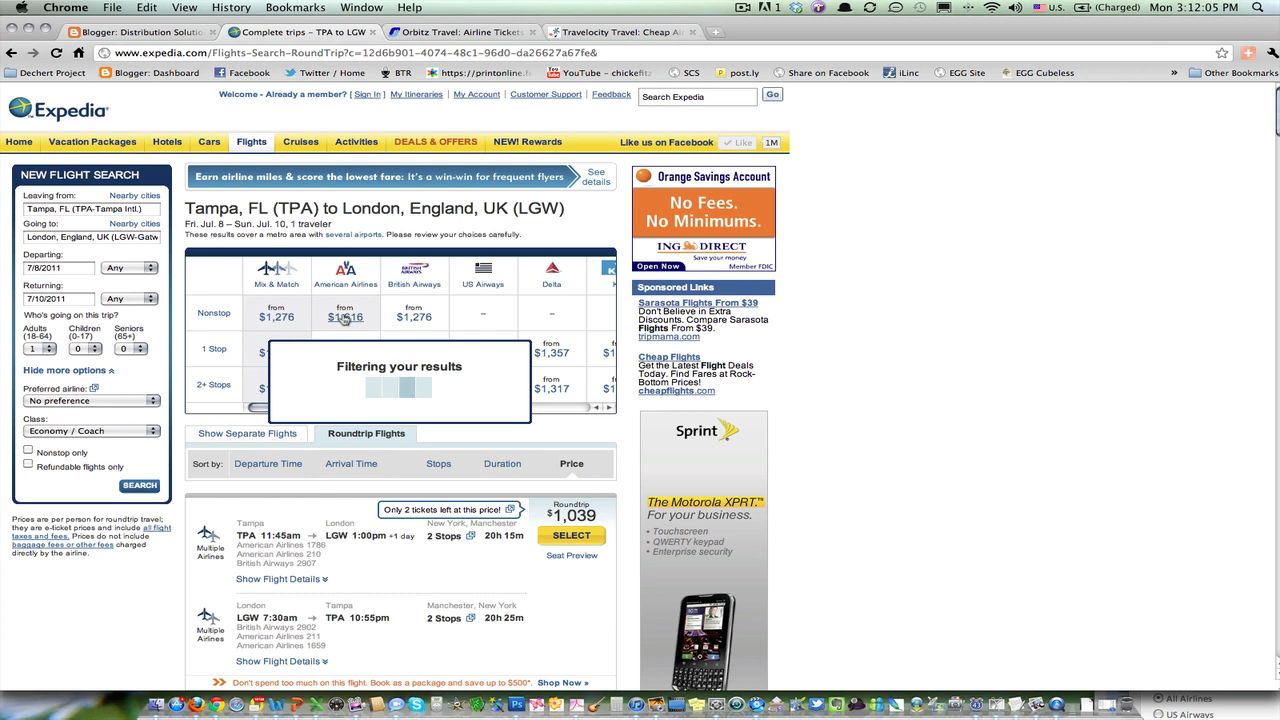 Chrome File Edit View History Bookmarks Window Help
1 U.S. (Charged) Mon 3:12:05 PM
Blogger: Distribution Solutio Complete trips – TPA to LGW Orbitz Travel: Airline Tickets Travelocity Travel: Cheap Ai
www.expedia.com/Flights-Search-RoundTrip?c=12d6b901-4074-48c1-96d0-da26627a67fe&
Dechert Project Blogger: Dashboard Facebook Twitter / Home BTR https://printonline.f YouTube – chickefitz SCS post.ly Share on Facebook iLinc EGG Site EGG Cubeless Other Bookmarks
Expedia
Welcome - Already a member? [ Sign In ] My Itineraries | My Account | Customer Support | Feedback
Search Expedia Go
Home Vacation Packages Hotels Cars Flights Cruises Activities DEALS & OFFERS NEW! Rewards Like us on Facebook Like 1M
NEW FLIGHT SEARCH
Leaving from: Nearby cities
Tampa, FL (TPA-Tampa Intl.)
Going to: Nearby cities
London, England, UK (LGW-Gatw
Departing:
7/8/2011 Any
Returning:
7/10/2011 Any
Who's going on this trip?
Adults (18-64) Children (0-17) Seniors (65+)
1 0 0
Hide more options
Preferred airline:
No preference
Class:
Economy / Coach
Nonstop only
Refundable flights only
SEARCH
Prices are per person for roundtrip travel;
they are e-ticket prices and include all flight
taxes and fees. Prices do not include
baggage fees or other fees charged
directly by the airline.
Earn airline miles & score the lowest fare: It's a win-win for frequent flyers See details
Tampa, FL (TPA) to London, England, UK (LGW)
Fri. Jul. 8 – Sun. Jul. 10, 1 traveler
These results cover a metro area with several airports. Please review your choices carefully.
Mix & Match American Airlines British Airways US Airways Delta
AA
BRITISH AIRWAYS
Nonstop from $1,276 from from $1,276 – –
1 Stop from $1,357
2+ Stops from $1,317
Filtering your results
Show Separate Flights Roundtrip Flights
Sort by: Departure Time Arrival Time Stops Duration Price
Only 2 tickets left at this price!
Roundtrip
$1,039
SELECT
Seat Preview
Multiple Airlines
Tampa London New York, Manchester
TPA 11:45am LGW 1:00pm +1 day 2 Stops 20h 15m
American Airlines 1786
American Airlines 210
British Airways 2907
Show Flight Details
Multiple Airlines
London Tampa Manchester, New York
LGW 7:30am TPA 10:55pm 2 Stops 20h 25m
British Airways 2902
American Airlines 211
American Airlines 1659
Show Flight Details
Don't spend too much on this flight. Book as a package and save up to $500*. Shop Now »
Orange Savings Account
No Fees.
No Minimums.
ING DIRECT
Save your money
Open Now Member FDIC
Sponsored Links
Sarasota Flights From $39
Don't Believe in Extra
Discounts. Compare Sarasota
Flights From $39.
tripmama.com
Cheap Flights
Get the Latest Flight Deals
Today. Find Fares at Rock-
Bottom Prices!
cheapflights.com
Sprint
The Motorola XPRT.™
For your business.
• Touchscreen
• QWERTY keypad
• Enterprise security
All Airlines
US Airways